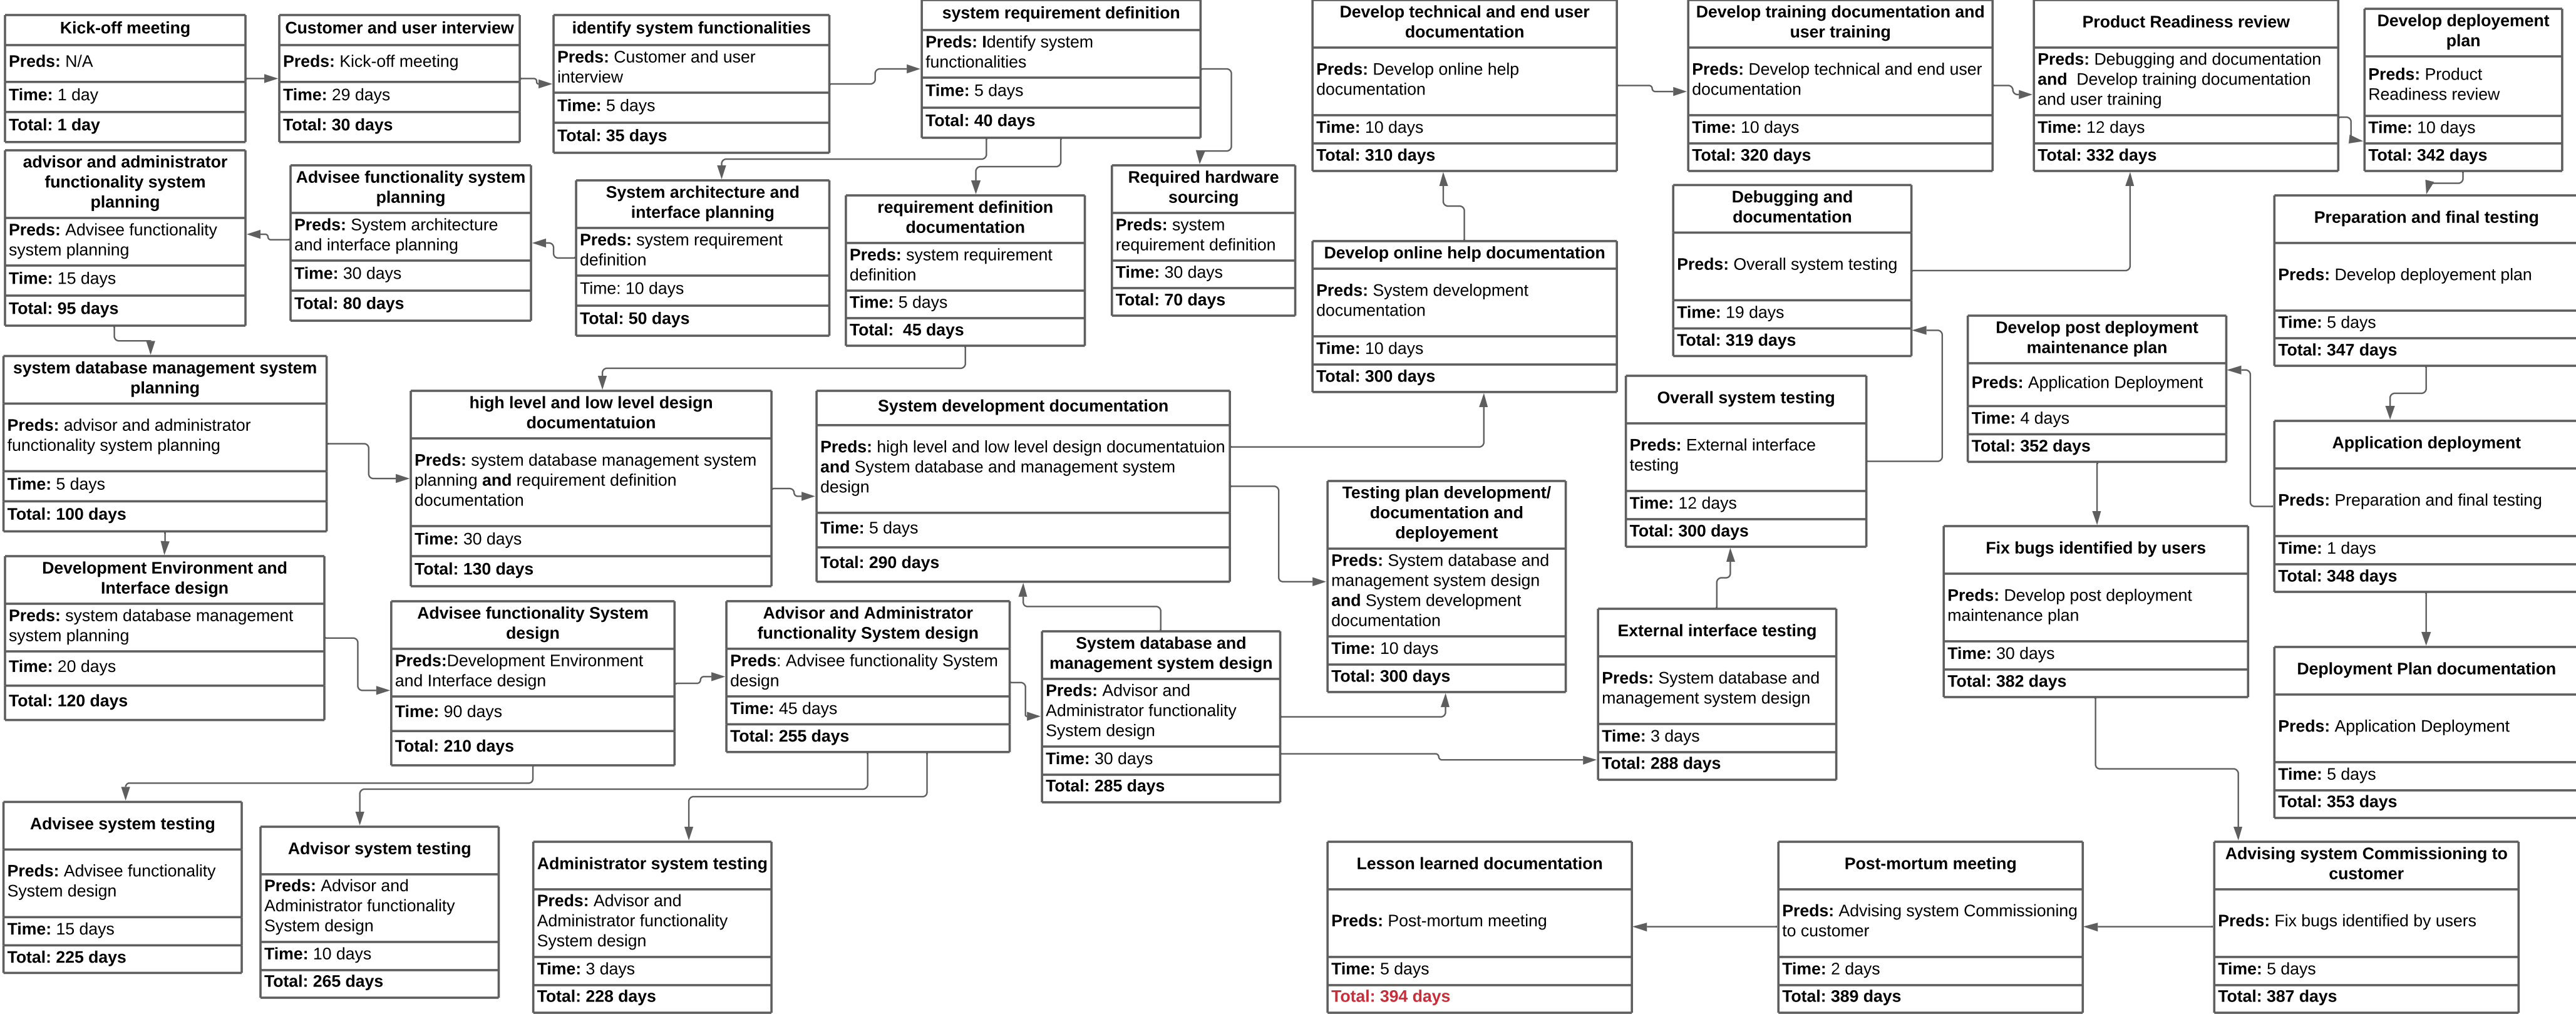 Kick-off meeting
Preds: N/A
Time: 1 day
Total: 1 day
Customer and user interview
Preds: Kick-off meeting
Time: 29 days
Total: 30 days
identify system functionalities
Preds: Customer and user
interview
Time: 5 days
Total: 35 days
system requirement definition
Preds: Identify system
functionalities
Time: 5 days
Total: 40 days
Develop technical and end user
documentation
Preds: Develop online help
documentation
Time: 10 days
Total: 310 days
Develop training documentation and
user training
Preds: Develop technical and end user
documentation
Time: 10 days
Total: 320 days
Product Readiness review
Preds: Debugging and documentation
and Develop training documentation
and user training
Time: 12 days
Total: 332 days
Develop deployement
plan
Preds: Product
Readiness review
Time: 10 days
Total: 342 days
advisor and administrator
functionality system
planning
Preds: Advisee functionality
system planning
Time: 15 days
Total: 95 days
Advisee functionality system
planning
Preds: System architecture
and interface planning
Time: 30 days
Total: 80 days
System architecture and
interface planning
Preds: system requirement
definition
Time: 10 days
Total: 50 days
requirement definition
documentation
Preds: system requirement
definition
Time: 5 days
Total: 45 days
Required hardware
sourcing
Preds: system
requirement definition
Time: 30 days
Total: 70 days
Develop online help documentation
Preds: System development
documentation
Time: 10 days
Total: 300 days
Debugging and
documentation
Preds: Overall system testing
Time: 19 days
Total: 319 days
Preparation and final testing
Preds: Develop deployement plan
Time: 5 days
Total: 347 days
Develop post deployment
maintenance plan
Preds: Application Deployment
Time: 4 days
Total: 352 days
system database management system
planning
Preds: advisor and administrator
functionality system planning
Time: 5 days
Total: 100 days
high level and low level design
documentatuion
Preds: system database management system
planning and requirement definition
documentation
Time: 30 days
Total: 130 days
System development documentation
Preds: high level and low level design documentatuion
and System database and management system
design
Time: 5 days
Total: 290 days
Testing plan development/
documentation and
deployement
Preds: System database and
management system design
and System development
documentation
Time: 10 days
Total: 300 days
Overall system testing
Preds: External interface
testing
Time: 12 days
Total: 300 days
Application deployment
Preds: Preparation and final testing
Time: 1 days
Total: 348 days
Fix bugs identified by users
Preds: Develop post deployment
maintenance plan
Time: 30 days
Total: 382 days
Development Environment and
Interface design
Preds: system database management
system planning
Time: 20 days
Total: 120 days
Advisee functionality System
design
Preds:Development Environment
and Interface design
Time: 90 days
Total: 210 days
Advisor and Administrator
functionality System design
Preds: Advisee functionality System
design
Time: 45 days
Total: 255 days
System database and
management system design
Preds: Advisor and
Administrator functionality
System design
Time: 30 days
Total: 285 days
External interface testing
Preds: System database and
management system design
Time: 3 days
Total: 288 days
Deployment Plan documentation
Preds: Application Deployment
Time: 5 days
Total: 353 days
Advisee system testing
Preds: Advisee functionality
System design
Time: 15 days
Total: 225 days
Advisor system testing
Preds: Advisor and
Administrator functionality
System design
Time: 10 days
Total: 265 days
Administrator system testing
Preds: Advisor and
Administrator functionality
System design
Time: 3 days
Total: 228 days
Lesson learned documentation
Preds: Post-mortum meeting
Time: 5 days
Total: 394 days
Post-mortum meeting
Preds: Advising system Commissioning
to customer
Time: 2 days
Total: 389 days
Advising system Commissioning to
customer
Preds: Fix bugs identified by users
Time: 5 days
Total: 387 days